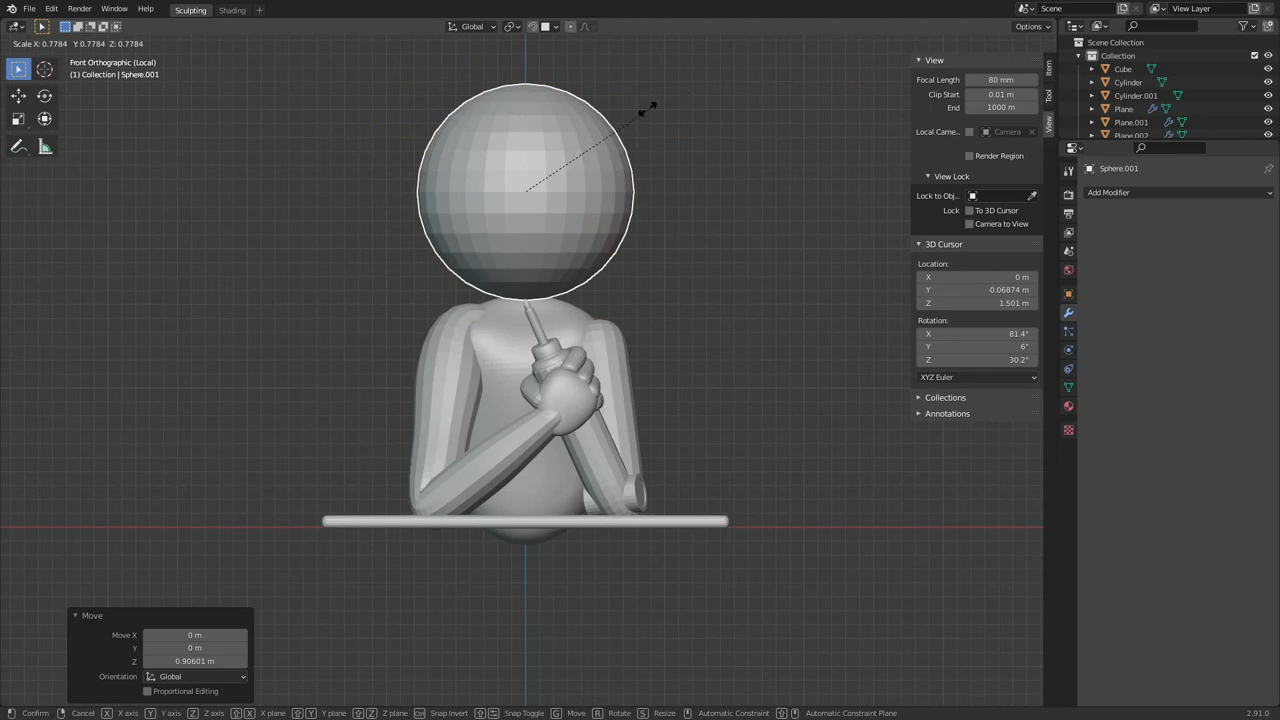 File Edit Render Window Help Sculpting Shading + Scene View Layer
Global Options
Scale X: 0.7784 Y: 0.7784 Z: 0.7784
Front Orthographic (Local)
(1) Collection | Sphere.001
View
Focal Length 80 mm
Clip Start 0.01 m
End 1000 m
Local Came... Camera
Render Region
View Lock
Lock to Obj...
Lock To 3D Cursor
Camera to View
3D Cursor
Location:
X 0 m
Y -0.06874 m
Z 1.501 m
Rotation:
X 81.4°
Y 6°
Z 30.2°
XYZ Euler
Collections
Annotations
Item
Tool
View
Scene Collection
Collection
Cube
Cylinder
Cylinder.001
Plane
Plane.001
Plane.002
Sphere.001
Add Modifier
Move
Move X 0 m
Y 0 m
Z 0.90601 m
Orientation Global
Proportional Editing
Confirm Cancel X X axis Y Y axis Z Z axis X X plane Y Y plane Z Z plane Ctrl Snap Invert Snap Toggle G Move R Rotate S Resize Automatic Constraint Automatic Constraint Plane 2.91.0